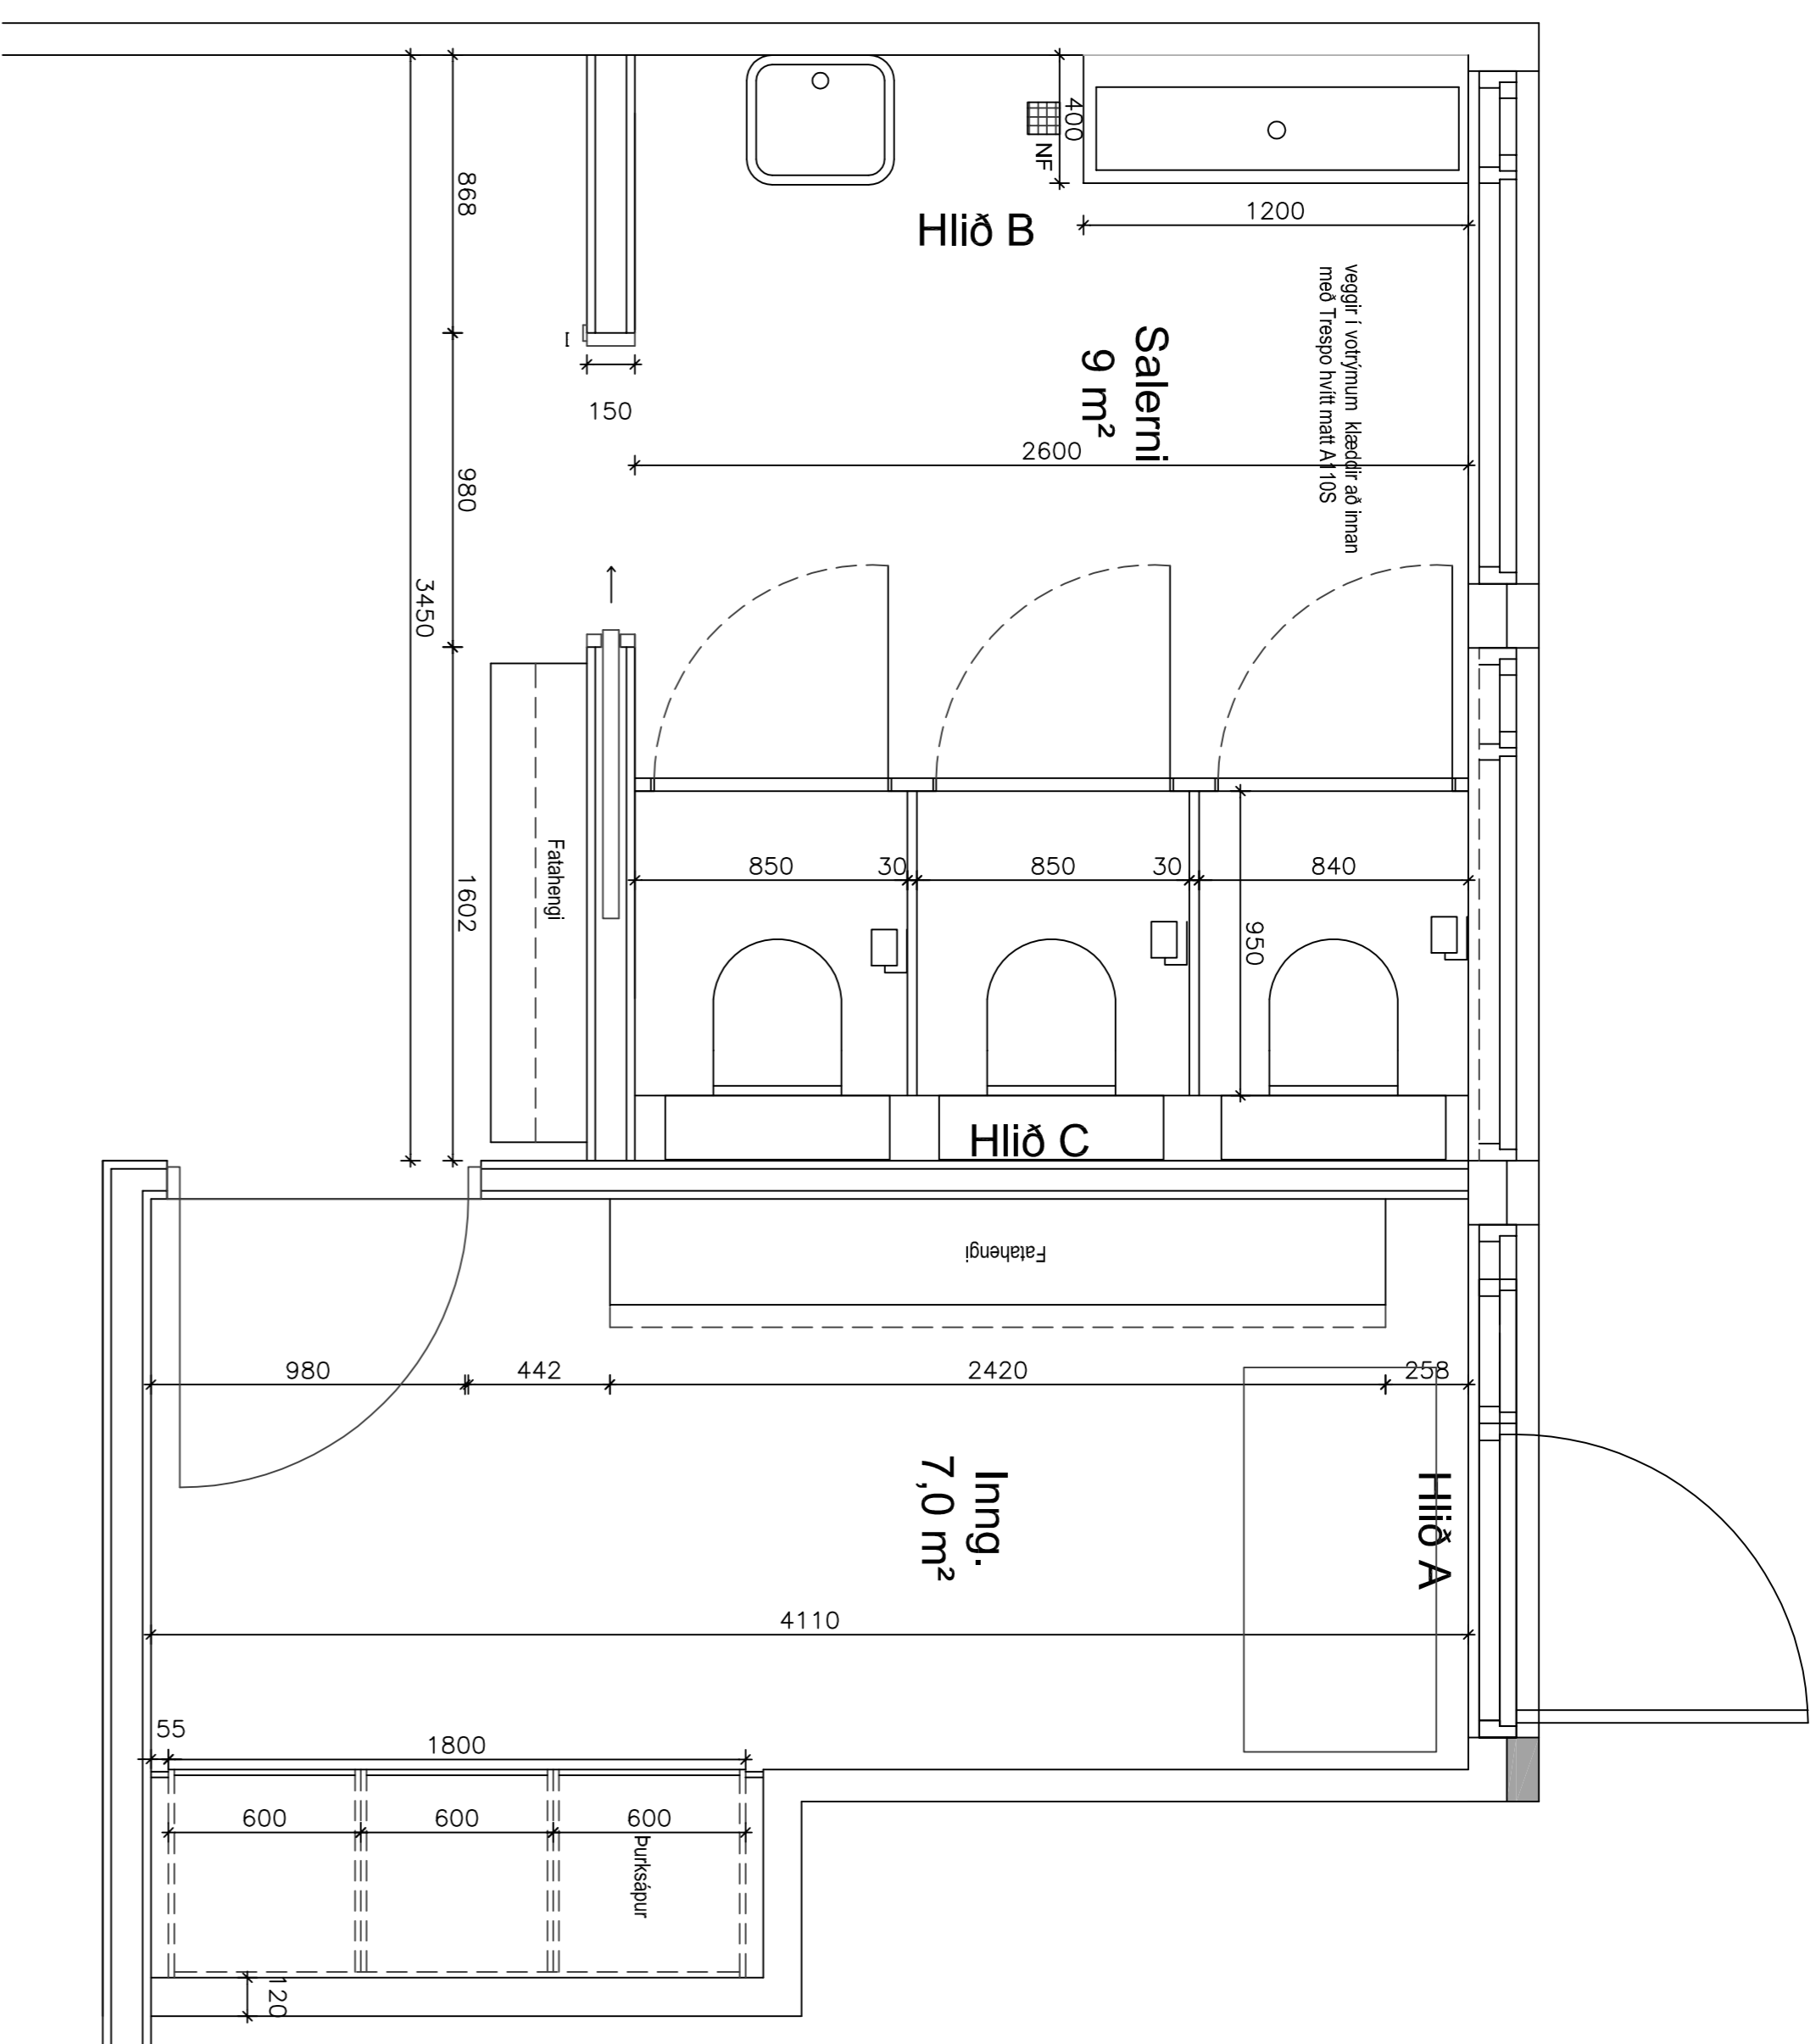 400
NF
868
1200
Hlið B
veggir í votrýmum klæddir að innan
með Trespo hvítt matt A110S
Salerni
9 m²
150
2600
980
3450
Fatahengi
850
30
850
30
840
1602
950
Hlið C
Fatahengi
980
442
2420
258
Inng.
7,0 m²
Hlið A
4110
55
1800
600
600
600
Þurksápur
120